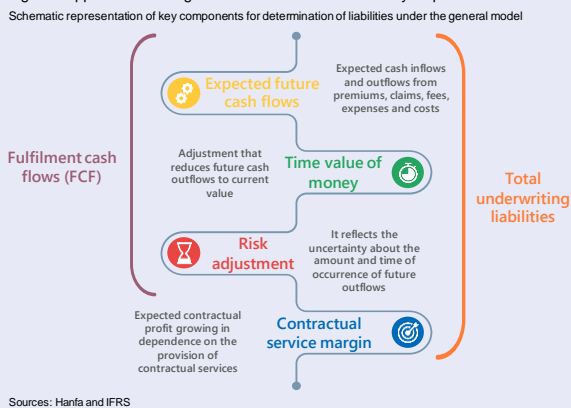 Schematic representation of key components for determination of liabilities under the general model
Expected future
cash flows
Expected cash inflows
and outflows from
premiums, claims, fees,
expenses and costs
Fulfilment cash
flows (FCF)
Adjustment that
reduces future cash
outflows to current
value
Time value of
money
Total
underwriting
liabilities
Risk
adjustment
It reflects the
uncertainty about the
amount and time of
occurrence of future
outflows
Expected contractual
profit growing in
dependence on the
provision of
contractual services
Contractual
service margin
Sources: Hanfa and IFRS